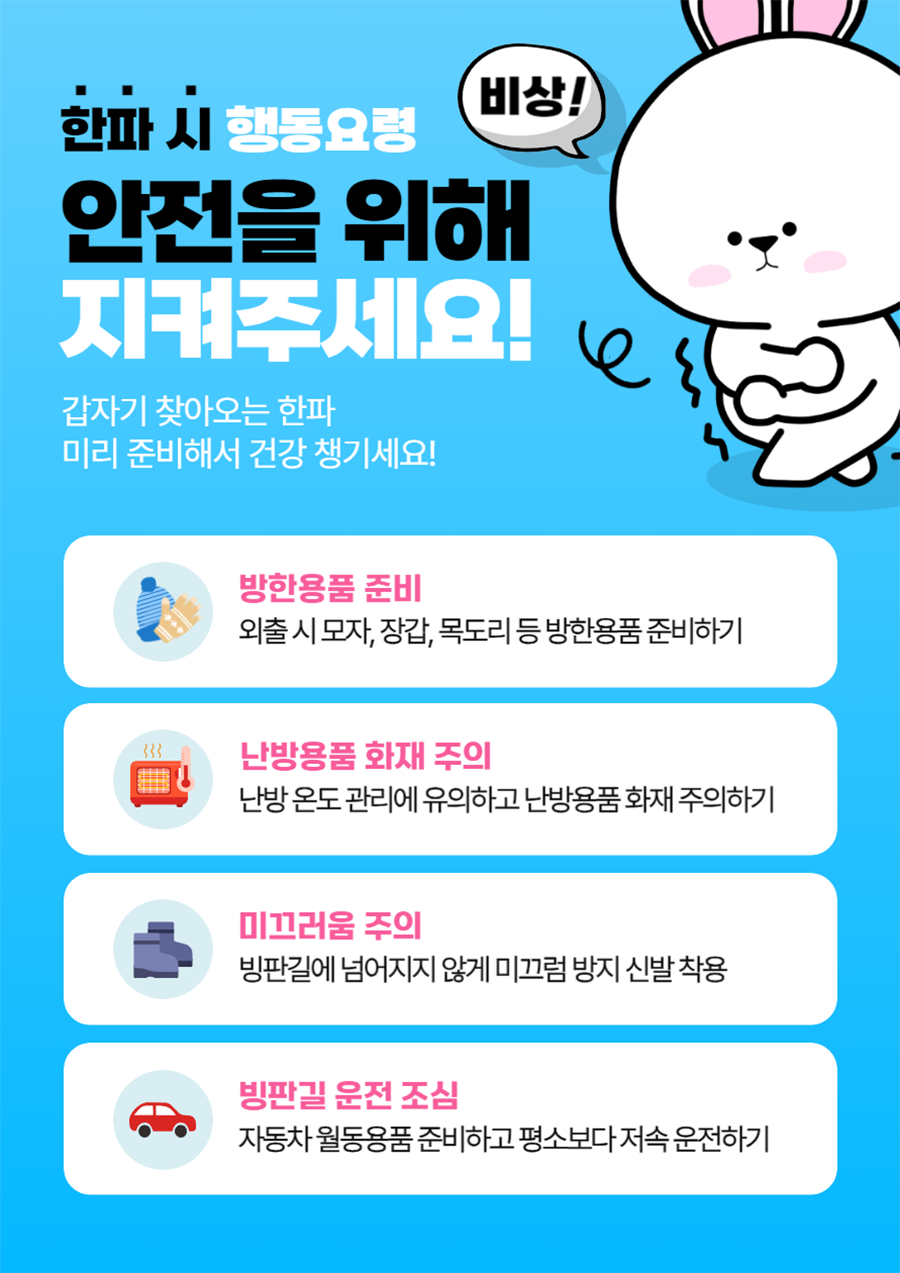 한파 시 행동요령
비상!
안전을 위해
지켜주세요!
갑자기 찾아오는 한파
미리 준비해서 건강 챙기세요!
방한용품 준비
외출 시 모자, 장갑, 목도리 등 방한용품 준비하기
난방용품 화재 주의
난방 온도 관리에 유의하고 난방용품 화재 주의하기
미끄러움 주의
빙판길에 넘어지지 않게 미끄럼 방지 신발 착용
빙판길 운전 조심
자동차 월동용품 준비하고 평소보다 저속 운전하기